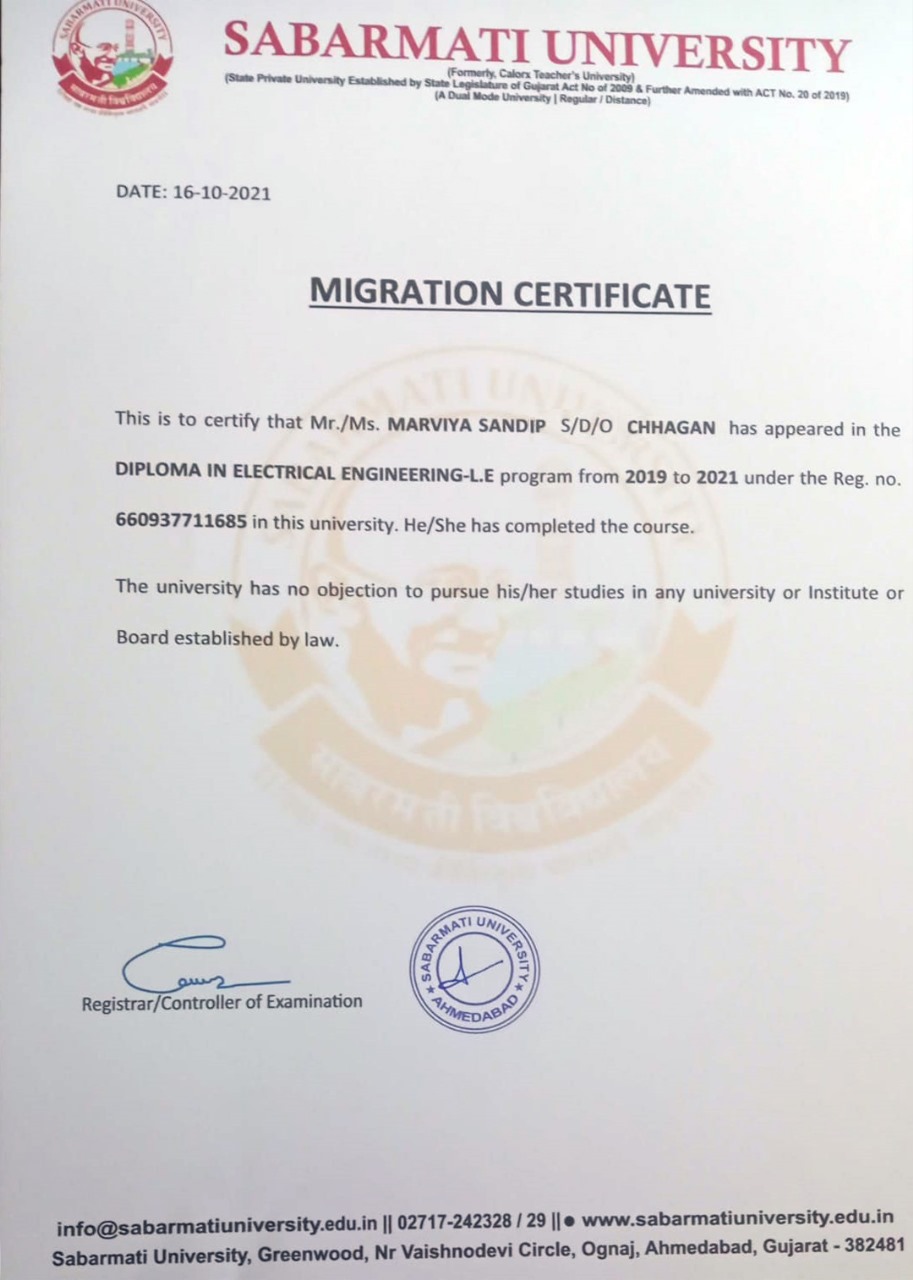 SABARMATI UNIVERSITY
साबरमती विश्वविद्यालय
SABARMATI UNIVERSITY
(Formerly, Calorx Teacher's University)
(State Private University Established by State Legislature of Gujarat Act No of 2009 & Further Amended with ACT No. 20 of 2019)
(A Dual Mode University | Regular / Distance)
DATE: 16-10-2021
MIGRATION CERTIFICATE
This is to certify that Mr./Ms. MARVIYA SANDIP S/D/O CHHAGAN has appeared in the
DIPLOMA IN ELECTRICAL ENGINEERING-L.E program from 2019 to 2021 under the Reg. no.
660937711685 in this university. He/She has completed the course.
The university has no objection to pursue his/her studies in any university or Institute or
Board established by law.
SABARMATI UNIVERSITY
साबरमती विश्वविद्यालय
Registrar/Controller of Examination
SABARMATI UNIVERSITY
★ AHMEDABAD ★
info@sabarmatiuniversity.edu.in || 02717-242328 / 29 ||● www.sabarmatiuniversity.edu.in
Sabarmati University, Greenwood, Nr Vaishnodevi Circle, Ognaj, Ahmedabad, Gujarat - 382481